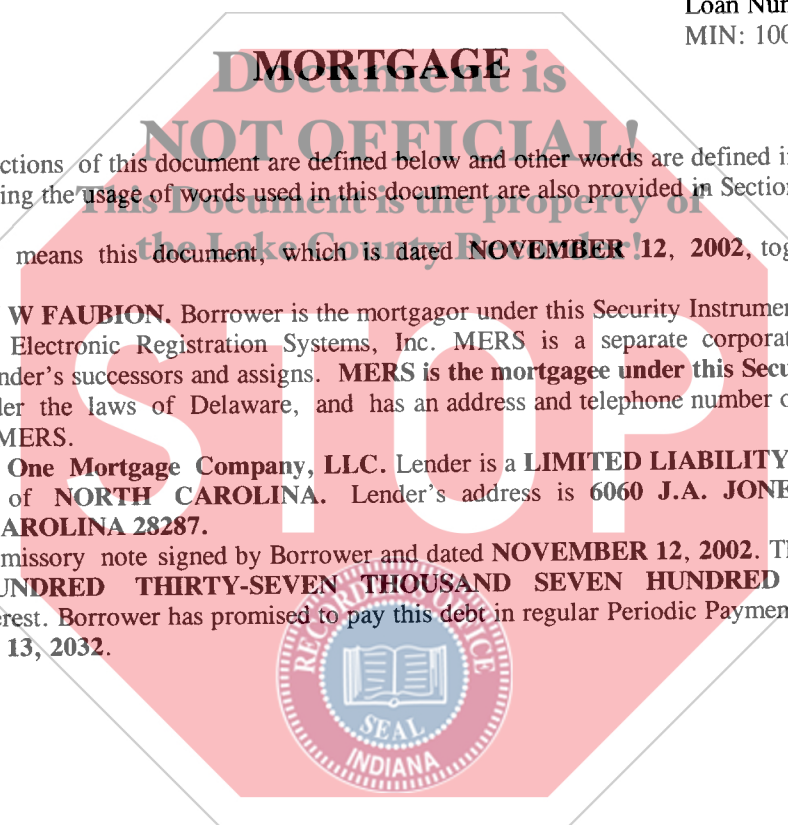 Loan Nur
MIN: 100
MORTGAGE
Document is
NOT OFFICIAL!
ctions of this document are defined below and other words are defined i
ing the usage of words used in this document are also provided in Section
This Document is the property of
the Lake County Recorder!
means this document, which is dated NOVEMBER 12, 2002, tog
W FAUBION. Borrower is the mortgagor under this Security Instrumen
Electronic Registration Systems, Inc. MERS is a separate corporat
nder's successors and assigns. MERS is the mortgagee under this Secu
der the laws of Delaware, and has an address and telephone number o
MERS.
STOP
One Mortgage Company, LLC. Lender is a LIMITED LIABILITY
of NORTH CAROLINA. Lender's address is 6060 J.A. JONE
AROLINA 28287.
missory note signed by Borrower and dated NOVEMBER 12, 2002. Th
UNDRED THIRTY-SEVEN THOUSAND SEVEN HUNDRED
erest. Borrower has promised to pay this debt in regular Periodic Paymen
13, 2032.
RECORDER'S OFFICE
SEAL
INDIANA